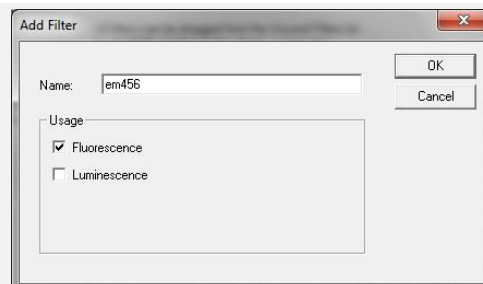 Add Filter
OK
Name: em456
Cancel
Usage
Fluorescence
Luminescence